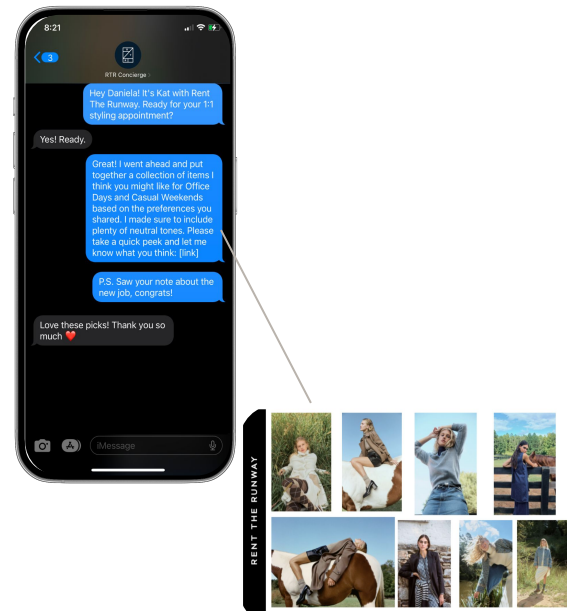 8:21
3
RTR Concierge >
Hey Daniela! It's Kat with Rent
The Runway. Ready for your 1:1
styling appointment?
Yes! Ready.
Great! I went ahead and put
together a collection of items I
think you might like for Office
Days and Casual Weekends
based on the preferences you
shared. I made sure to include
plenty of neutral tones. Please
take a quick peek and let me
know what you think: [link]
P.S. Saw your note about the
new job, congrats!
Love these picks! Thank you so
much ❤️
iMessage
RENT THE RUNWAY